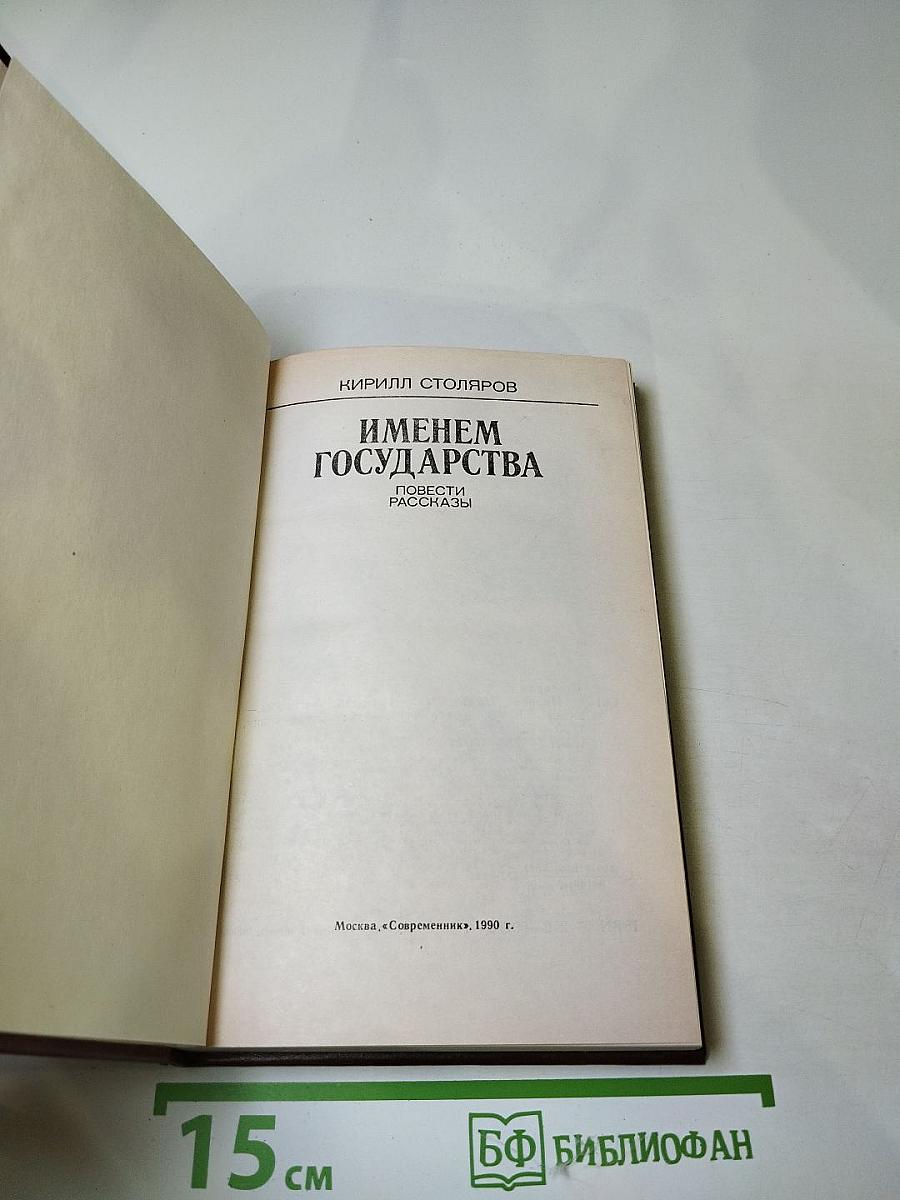 КИРИЛЛ СТОЛЯРОВ
ИМЕНЕМ
ГОСУДАРСТВА
ПОВЕСТИ
РАССКАЗЫ
Москва, «Современник», 1990 г.
15 см
БФ БИБЛИОФАН